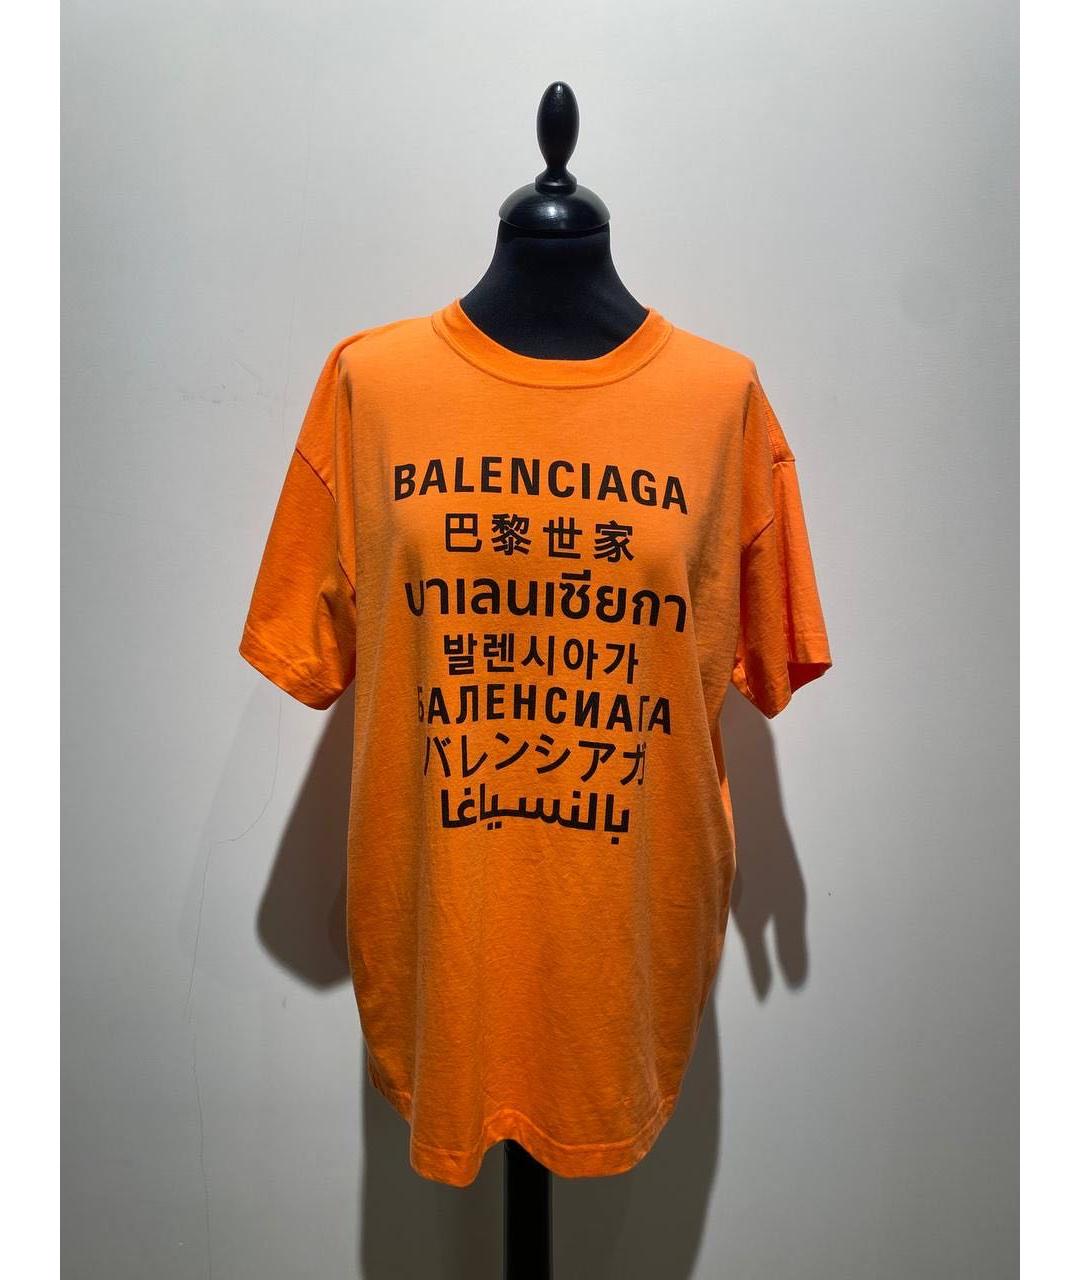 BALENCIAGA
巴黎世家
บาเลนเซียกา
발렌시아가
БАЛЕНСИАГА
バレンシアガ
بالنسياغا